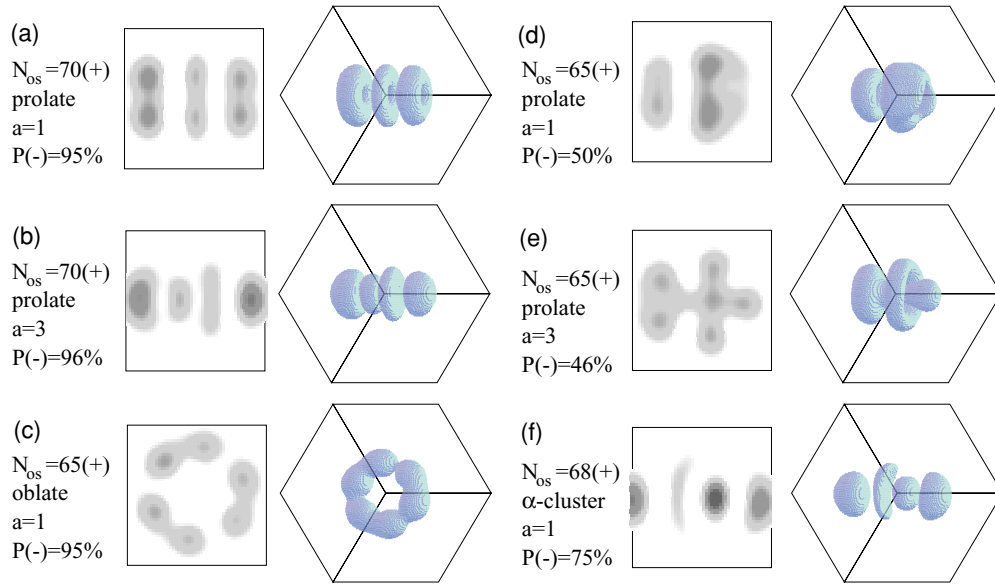 (a)
N_os =70(+)
prolate
a=1
P(-)=95%
(b)
N_os =70(+)
prolate
a=3
P(-)=96%
(c)
N_os =65(+)
oblate
a=1
P(-)=95%
(d)
N_os =65(+)
prolate
a=1
P(-)=50%
(e)
N_os =65(+)
prolate
a=3
P(-)=46%
(f)
N_os =68(+)
α-cluster
a=1
P(-)=75%